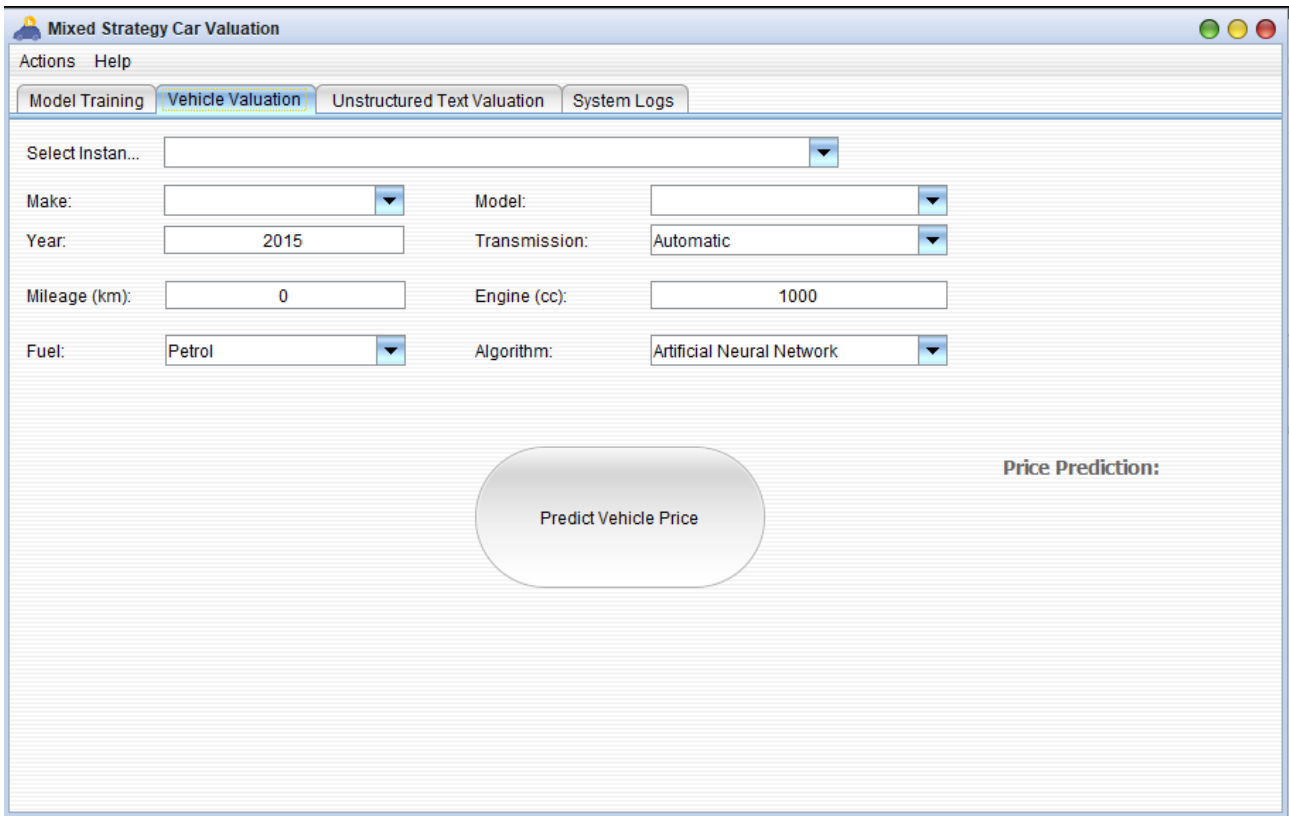 Mixed Strategy Car Valuation
Actions Help
Model Training Vehicle Valuation Unstructured Text Valuation System Logs
Select Instan...
Make: Model:
Year: 2015 Transmission: Automatic
Mileage (km): 0 Engine (cc): 1000
Fuel: Petrol Algorithm: Artificial Neural Network
Price Prediction:
Predict Vehicle Price